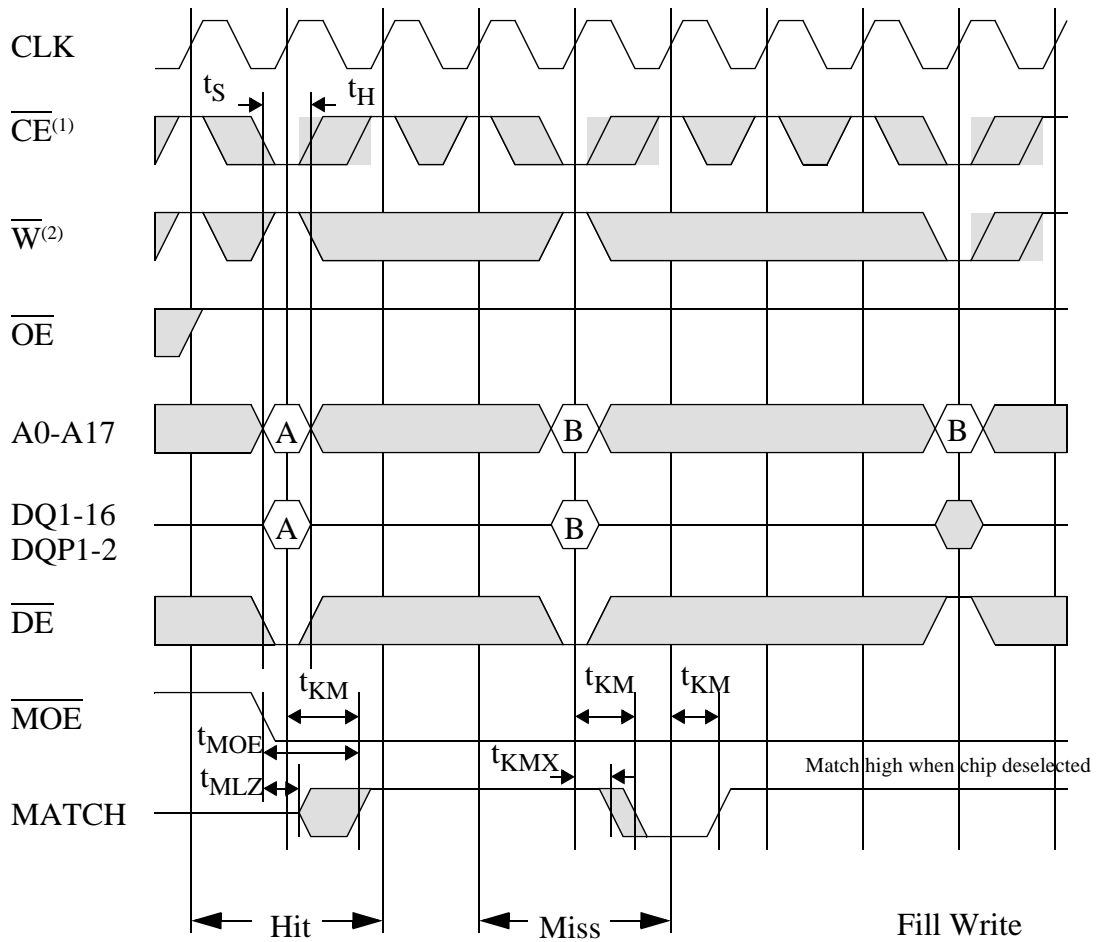 CLK
tS
tH
CE(1)
W(2)
OE
A0-A17
A
B
B
DQ1-16
DQP1-2
A
B
DE
tKM
tKM
tKM
MOE
tMOE
tKMX
Match high when chip deselected
tMLZ
MATCH
Hit
Miss
Fill Write